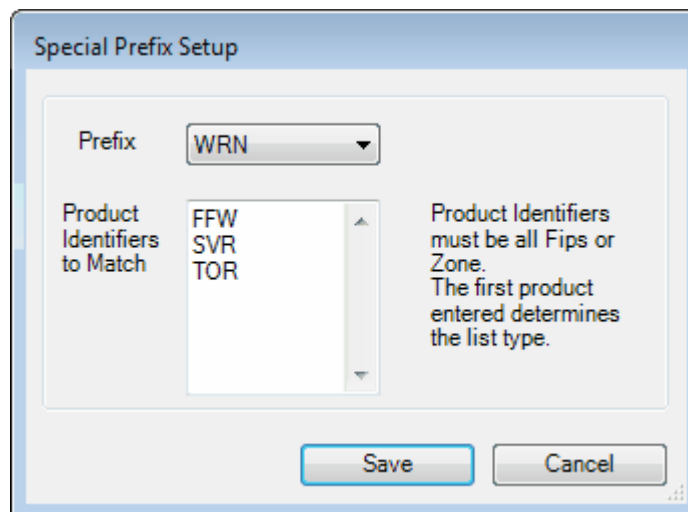 Special Prefix Setup
Prefix
WRN
Product
Identifiers
to Match
FFW
SVR
TOR
Product Identifiers
must be all Fips or
Zone.
The first product
entered determines
the list type.
Save
Cancel